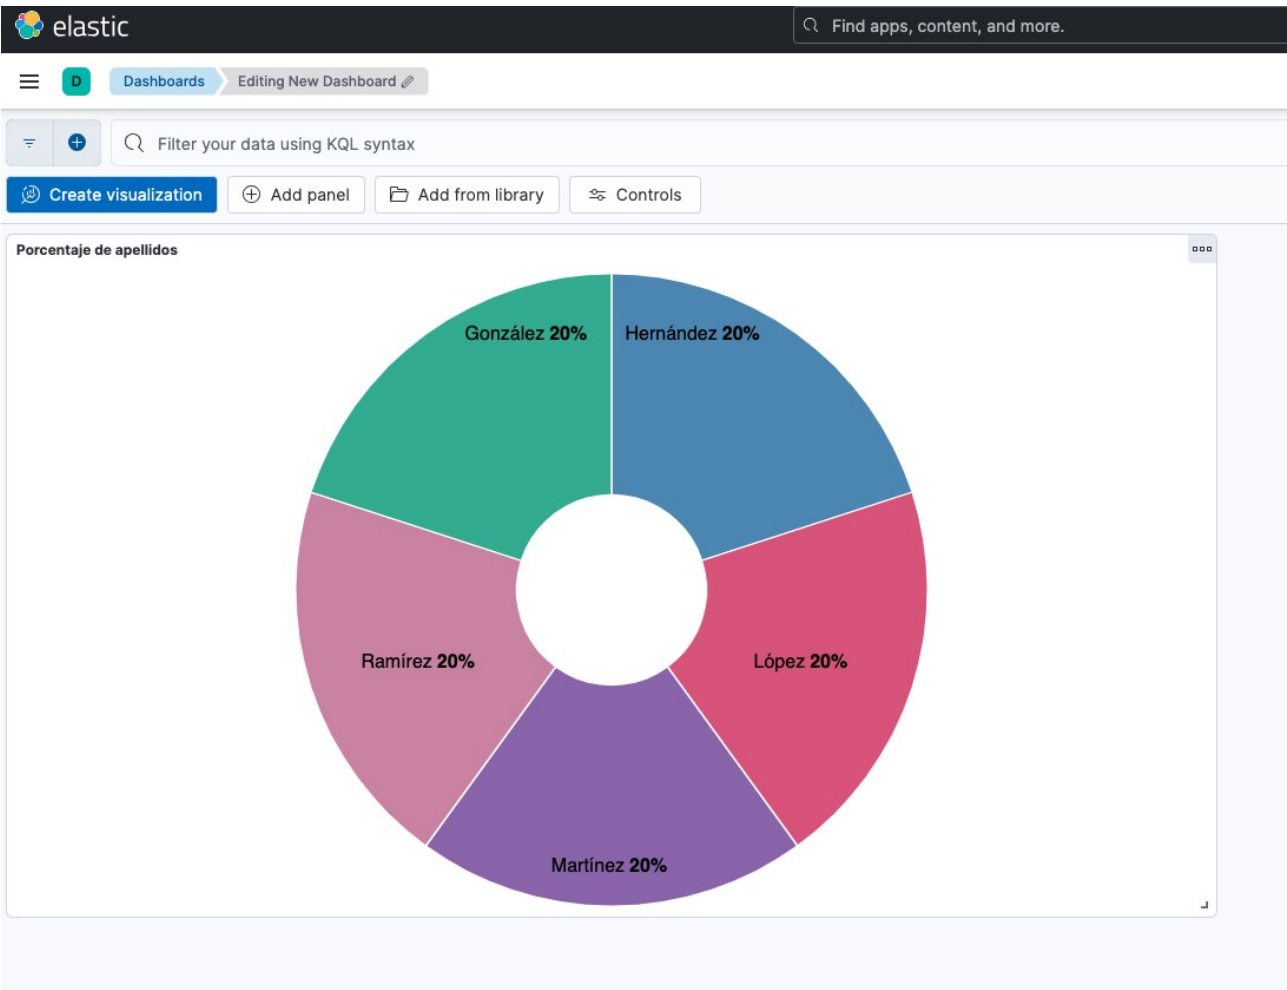 elastic
Find apps, content, and more.
D
Dashboards
Editing New Dashboard
Filter your data using KQL syntax
Create visualization
Add panel
Add from library
Controls
Porcentaje de apellidos
González 20%
Hernández 20%
Ramírez 20%
López 20%
Martínez 20%